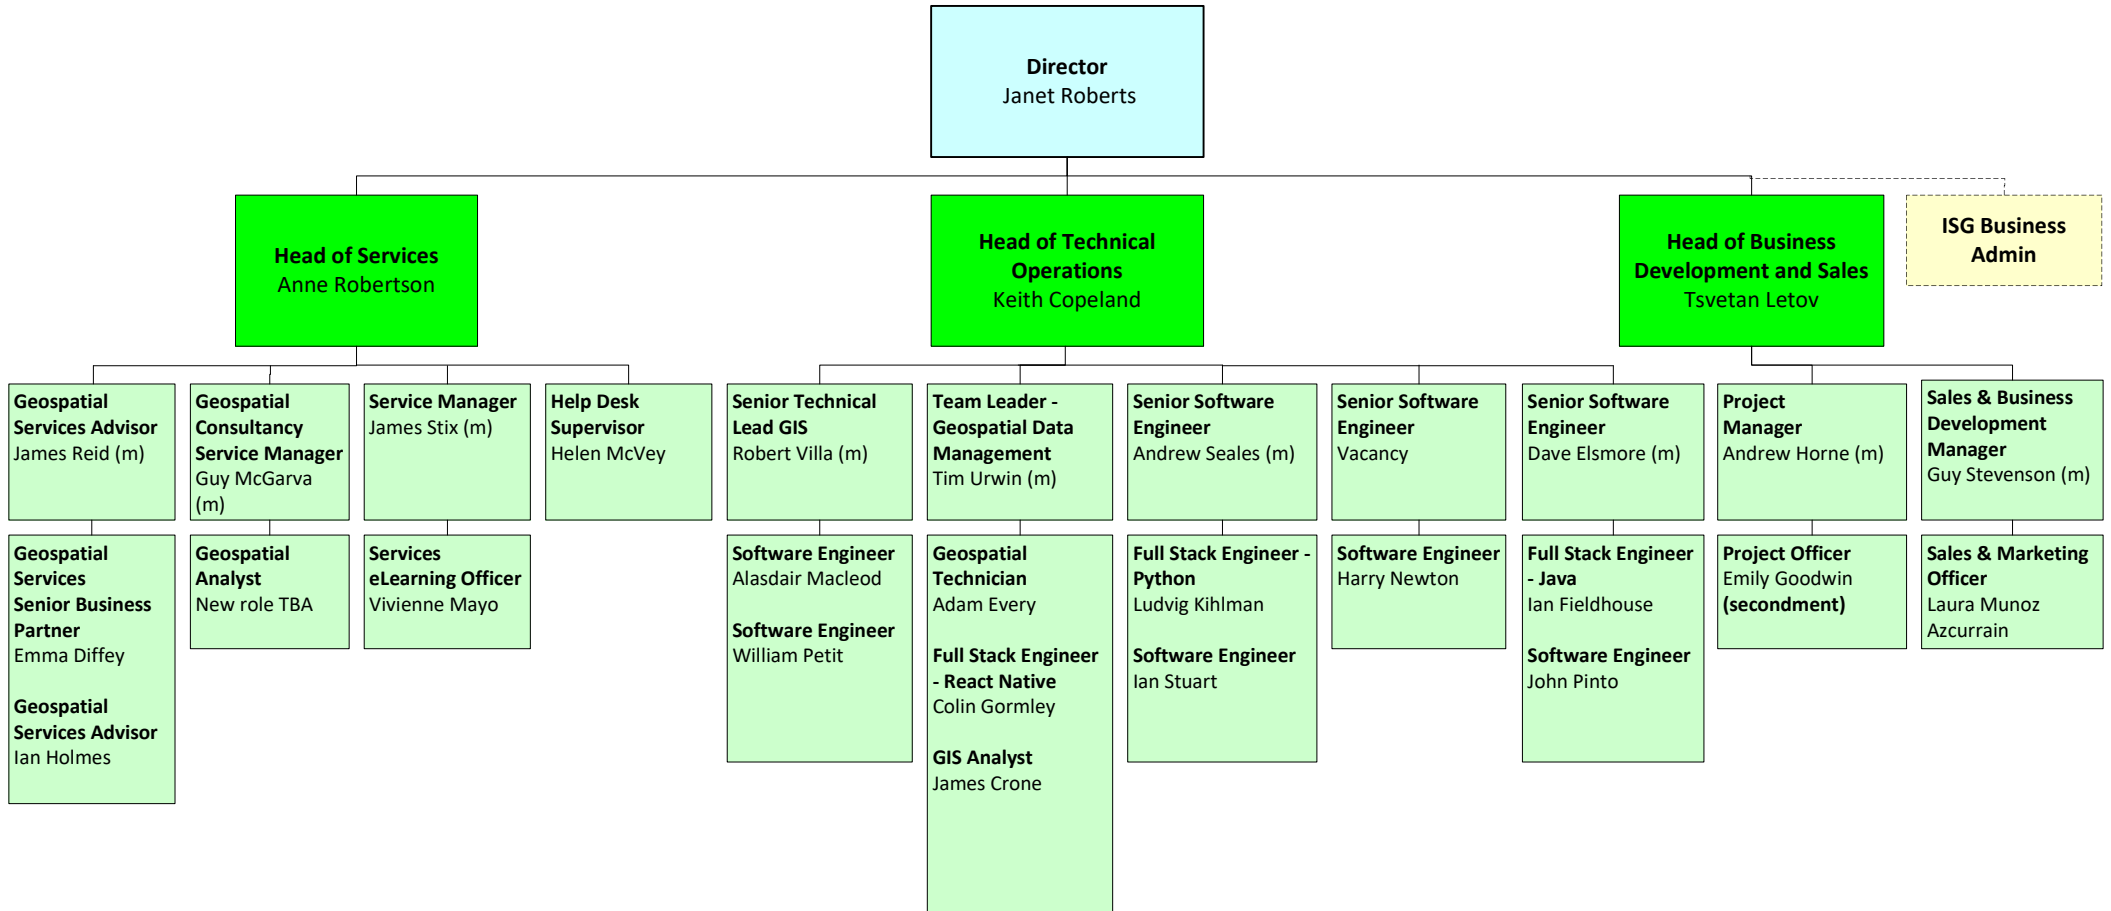 Director
Janet Roberts
Head of Services
Anne Robertson
Head of Technical
Operations
Keith Copeland
Head of Business
Development and Sales
Tsvetan Letov
ISG Business
Admin
Geospatial
Services Advisor
James Reid (m)
Geospatial
Consultancy
Service Manager
Guy McGarva
(m)
Service Manager
James Stix (m)
Help Desk
Supervisor
Helen McVey
Senior Technical
Lead GIS
Robert Villa (m)
Team Leader -
Geospatial Data
Management
Tim Urwin (m)
Senior Software
Engineer
Andrew Seales (m)
Senior Software
Engineer
Vacancy
Senior Software
Engineer
Dave Elsmore (m)
Project
Manager
Andrew Horne (m)
Sales & Business
Development
Manager
Guy Stevenson (m)
Geospatial
Services
Senior Business
Partner
Emma Diffey
Geospatial
Services Advisor
Ian Holmes
Geospatial
Analyst
New role TBA
Services
eLearning Officer
Vivienne Mayo
Software Engineer
Alasdair Macleod
Software Engineer
William Petit
Geospatial
Technician
Adam Every
Full Stack Engineer
- React Native
Colin Gormley
GIS Analyst
James Crone
Full Stack Engineer -
Python
Ludvig Kihlman
Software Engineer
Ian Stuart
Software Engineer
Harry Newton
Full Stack Engineer
- Java
Ian Fieldhouse
Software Engineer
John Pinto
Project Officer
Emily Goodwin
(secondment)
Sales & Marketing
Officer
Laura Munoz
Azcurrain